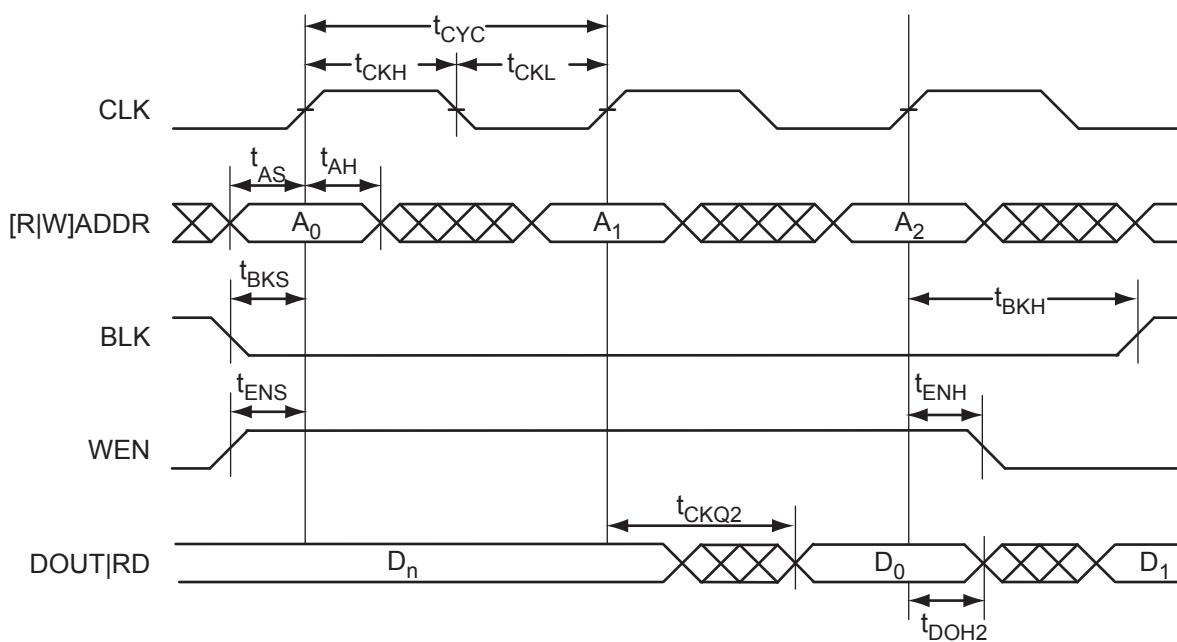 tCYC
tCKH tCKL
CLK
tAS tAH
[R|W]ADDR A0 A1 A2
tBKS tBKH
BLK
tENS tENH
WEN
tCKQ2
DOUT|RD Dn D0 D1
tDOH2